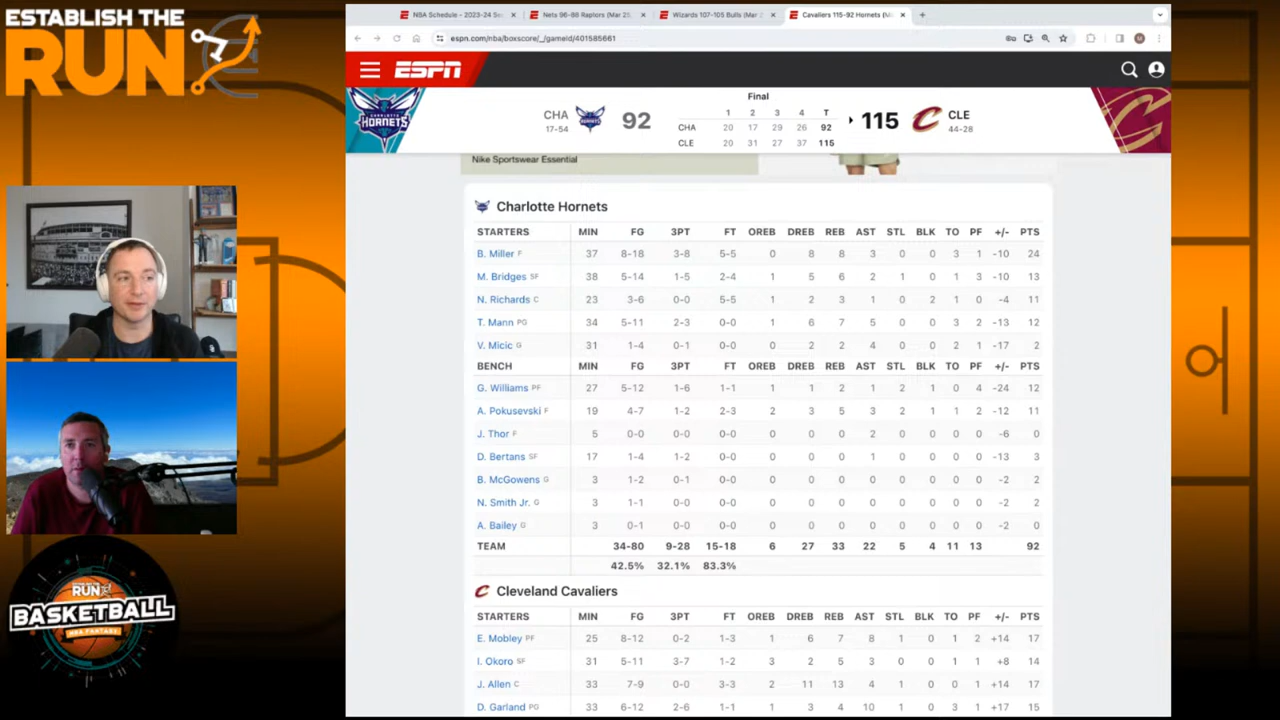 ESTABLISH THE
RUN
NBA Schedule - 2023-24 Se
Nets 96-88 Raptors (Mar 25,
Wizards 107-105 Bulls (Mar 2
Cavaliers 115-92 Hornets (M
espn.com/nba/boxscore/_/gameId/401585661
ESPN
HORNETS
CHA
17-54
92
Final
1 2 3 4 T
CHA 20 17 29 26 92
CLE 20 31 27 37 115
115
CLE
44-28
Nike Sportswear Essential
Charlotte Hornets
STARTERS MIN FG 3PT FT OREB DREB REB AST STL BLK TO PF +/- PTS
B. Miller F 37 8-18 3-8 5-5 0 8 8 3 0 0 3 1 -10 24
M. Bridges SF 38 5-14 1-5 2-4 1 5 6 2 1 0 1 3 -10 13
N. Richards C 23 3-6 0-0 5-5 1 2 3 1 0 2 1 0 -4 11
T. Mann PG 34 5-11 2-3 0-0 1 6 7 5 0 0 3 2 -13 12
V. Micic G 31 1-4 0-1 0-0 0 2 2 4 0 0 2 1 -17 2
BENCH MIN FG 3PT FT OREB DREB REB AST STL BLK TO PF +/- PTS
G. Williams PF 27 5-12 1-6 1-1 1 1 2 1 2 1 0 4 -24 12
A. Pokusevski F 19 4-7 1-2 2-3 2 3 5 3 2 1 1 2 -12 11
J. Thor F 5 0-0 0-0 0-0 0 0 0 2 0 0 0 0 -6 0
D. Bertans SF 17 1-4 1-2 0-0 0 0 0 1 0 0 0 0 -13 3
B. McGowens G 3 1-2 0-1 0-0 0 0 0 0 0 0 0 0 -2 2
N. Smith Jr. G 3 1-1 0-0 0-0 0 0 0 0 0 0 0 0 -2 2
A. Bailey G 3 0-1 0-0 0-0 0 0 0 0 0 0 0 0 -2 0
TEAM 34-80 9-28 15-18 6 27 33 22 5 4 11 13 92
42.5% 32.1% 83.3%
Cleveland Cavaliers
STARTERS MIN FG 3PT FT OREB DREB REB AST STL BLK TO PF +/- PTS
E. Mobley PF 25 8-12 0-2 1-3 1 6 7 8 1 0 1 2 +14 17
I. Okoro SF 31 5-11 3-7 1-2 3 2 5 3 0 0 1 1 +8 14
J. Allen C 33 7-9 0-0 3-3 2 11 13 4 1 0 0 1 +14 17
D. Garland PG 33 6-12 2-6 1-1 1 3 4 10 1 0 3 1 +17 15
ESTABLISH THE
RUN
BASKETBALL
NBA FANTASY